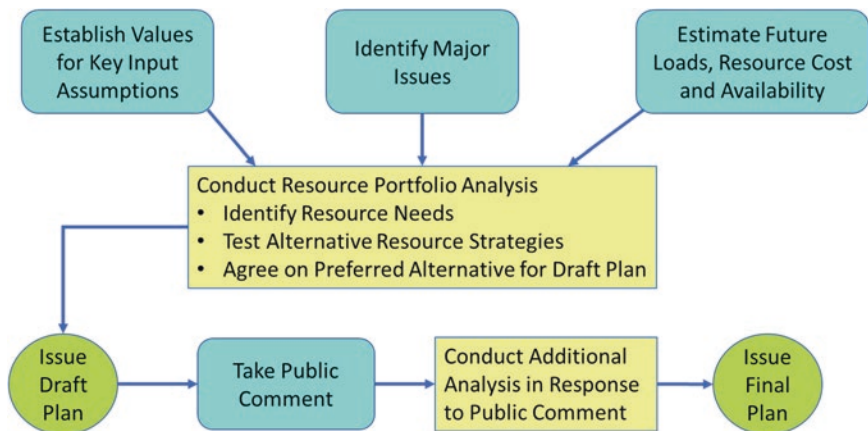 Establish Values
for Key Input
Assumptions
Identify Major
Issues
Estimate Future
Loads, Resource Cost
and Availability
Conduct Resource Portfolio Analysis
• Identify Resource Needs
• Test Alternative Resource Strategies
• Agree on Preferred Alternative for Draft Plan
Issue
Draft
Plan
Take Public
Comment
Conduct Additional
Analysis in Response
to Public Comment
Issue
Final
Plan